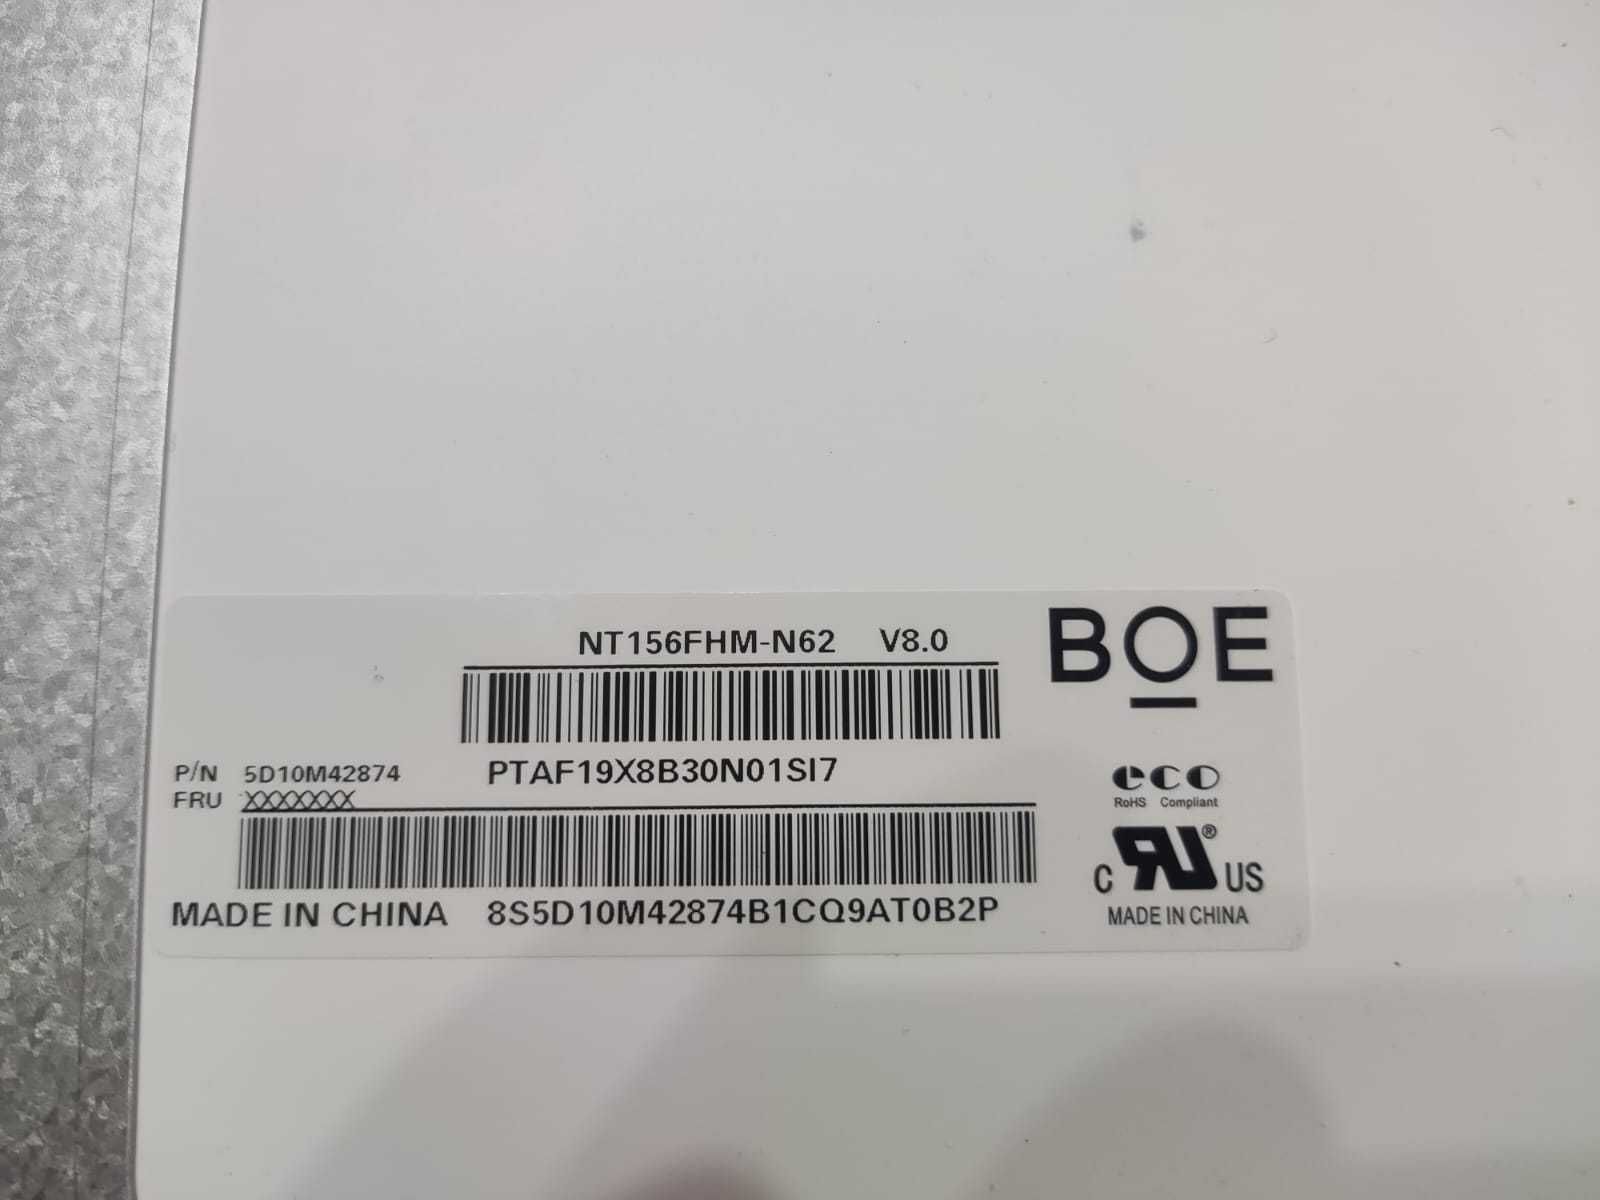 NT156FHM-N62 V8.0
BOE
P/N 5D10M42874
PTAF19X8B30N01SI7
FRU XXXXXXX
eco
RoHS Compliant
MADE IN CHINA 8S5D10M42874B1CQ9AT0B2P
C RU ® US
MADE IN CHINA